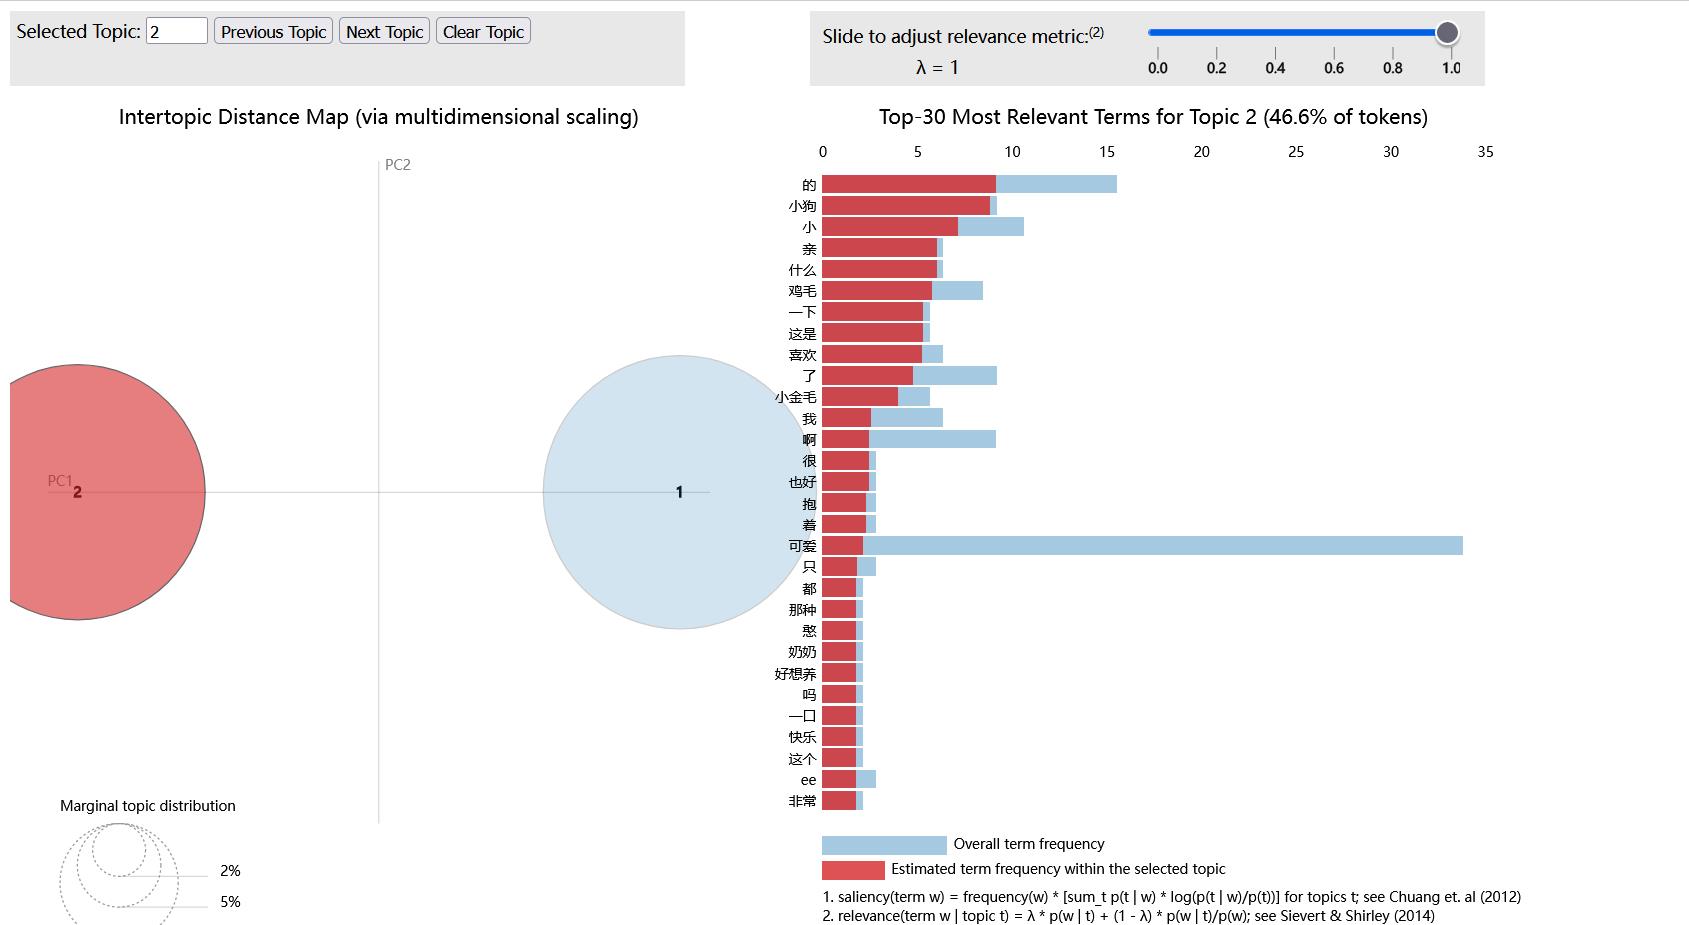 Selected Topic: 2 Previous Topic Next Topic Clear Topic
Slide to adjust relevance metric:(2)
λ = 1
0.0 0.2 0.4 0.6 0.8 1.0
Intertopic Distance Map (via multidimensional scaling)
PC2
PC1
2
1
Marginal topic distribution
2%
5%
Top-30 Most Relevant Terms for Topic 2 (46.6% of tokens)
0 5 10 15 20 25 30 35
的
小狗
小
亲
什么
鸡毛
一下
这是
喜欢
了
小金毛
我
啊
很
也好
抱
着
可爱
只
都
那种
憨
奶奶
好想养
吗
一口
快乐
这个
ee
非常
Overall term frequency
Estimated term frequency within the selected topic
1. saliency(term w) = frequency(w) * [sum_t p(t | w) * log(p(t | w)/p(t))] for topics t; see Chuang et. al (2012)
2. relevance(term w | topic t) = λ * p(w | t) + (1 - λ) * p(w | t)/p(w); see Sievert & Shirley (2014)